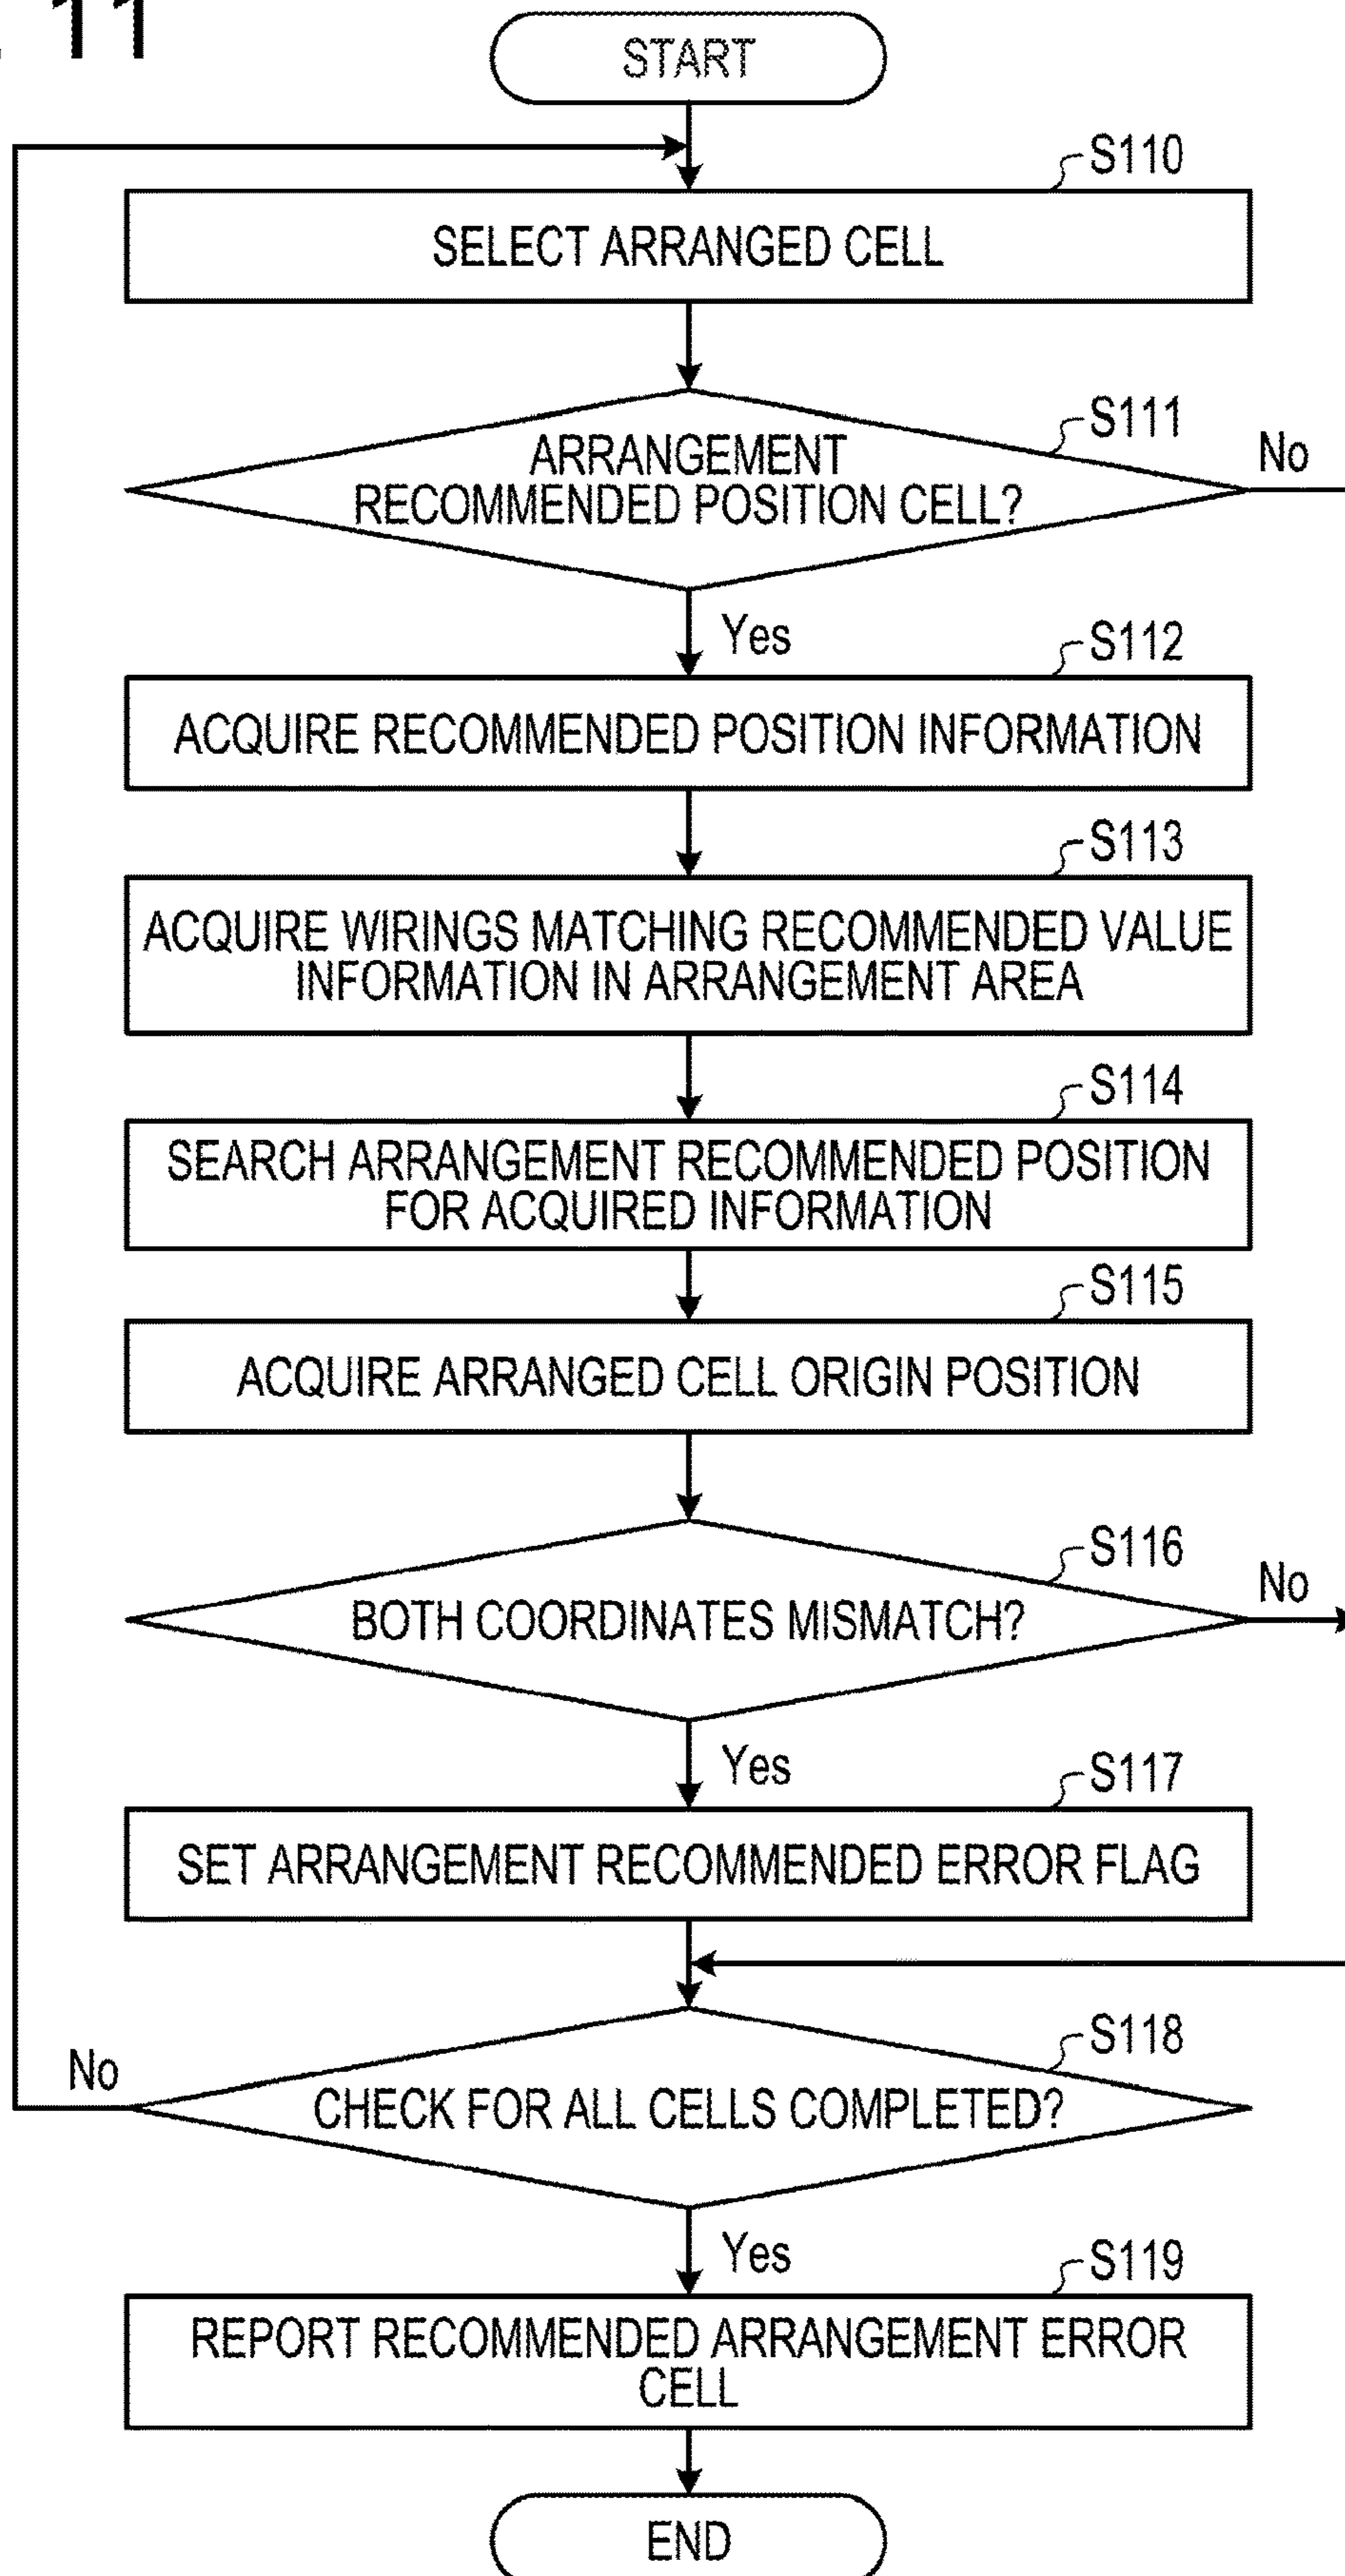 11
START
S110
SELECT ARRANGED CELL
S111
ARRANGEMENT
RECOMMENDED POSITION CELL?
No
Yes
S112
ACQUIRE RECOMMENDED POSITION INFORMATION
S113
ACQUIRE WIRINGS MATCHING RECOMMENDED VALUE
INFORMATION IN ARRANGEMENT AREA
S114
SEARCH ARRANGEMENT RECOMMENDED POSITION
FOR ACQUIRED INFORMATION
S115
ACQUIRE ARRANGED CELL ORIGIN POSITION
S116
BOTH COORDINATES MISMATCH?
No
Yes
S117
SET ARRANGEMENT RECOMMENDED ERROR FLAG
S118
No
CHECK FOR ALL CELLS COMPLETED?
Yes
S119
REPORT RECOMMENDED ARRANGEMENT ERROR
CELL
END